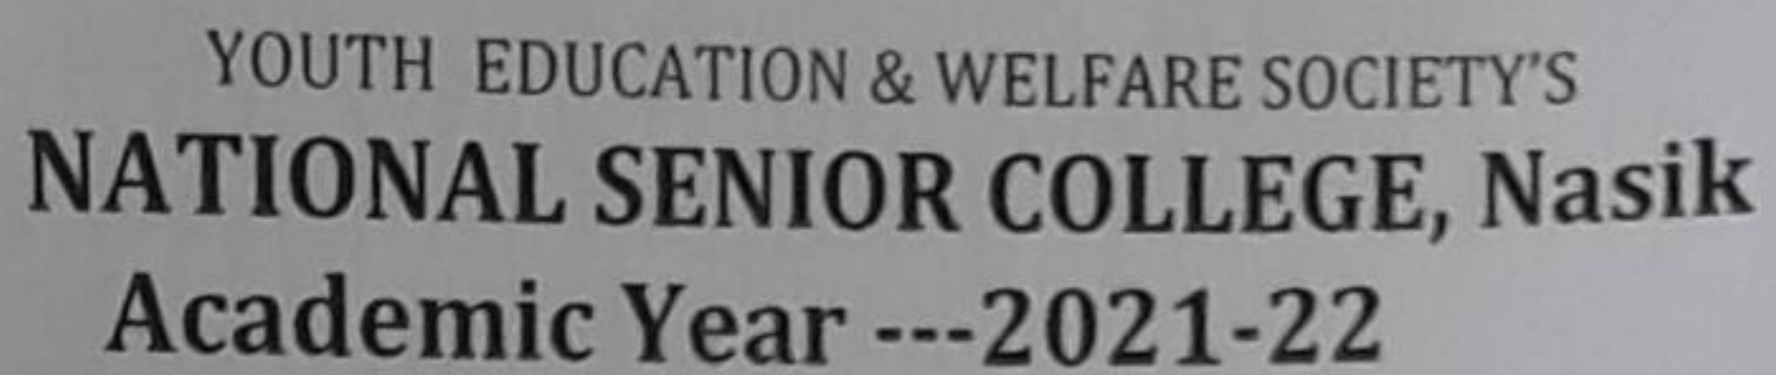 YOUTH EDUCATION & WELFARE SOCIETY'S
NATIONAL SENIOR COLLEGE, Nasik
Academic Year ---2021-22